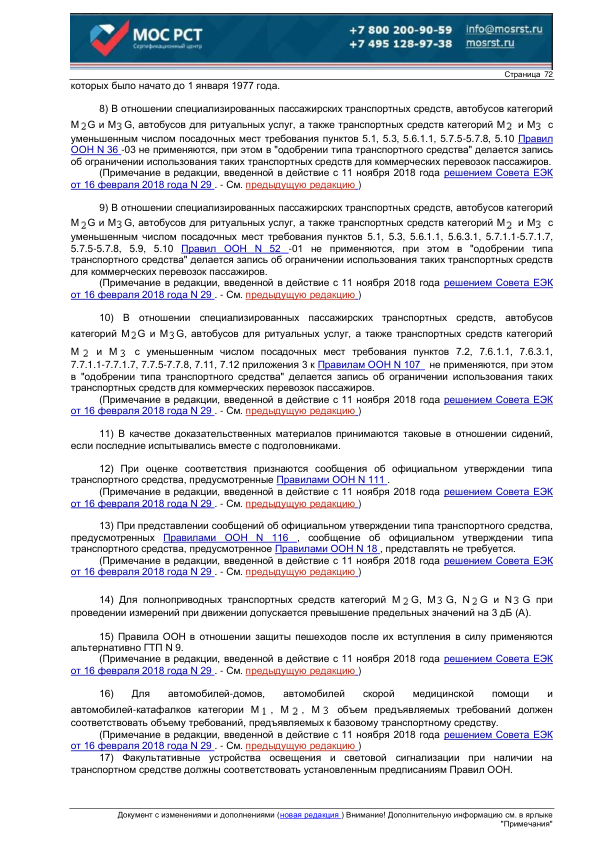 МОС РСТ
Сертификационный центр
+7 800 200-90-59 info@mosrst.ru
+7 495 128-97-38 mosrst.ru
Страница 72
которых было начато до 1 января 1977 года.
8) В отношении специализированных пассажирских транспортных средств, автобусов категорий
M2G и M3G, автобусов для ритуальных услуг, а также транспортных средств категорий M2 и M3 с
уменьшенным числом посадочных мест требования пунктов 5.1, 5.3, 5.6.1.1, 5.7.5-5.7.8, 5.10 Правил
ООН N 36 -03 не применяются, при этом в "одобрении типа транспортного средства" делается запись
об ограничении использования таких транспортных средств для коммерческих перевозок пассажиров.
(Примечание в редакции, введенной в действие с 11 ноября 2018 года решением Совета ЕЭК
от 16 февраля 2018 года N 29 . - См. предыдущую редакцию )
9) В отношении специализированных пассажирских транспортных средств, автобусов категорий
M2G и M3G, автобусов для ритуальных услуг, а также транспортных средств категорий M2 и M3 с
уменьшенным числом посадочных мест требования пунктов 5.1, 5.3, 5.6.1.1, 5.6.3.1, 5.7.1.1-5.7.1.7,
5.7.5-5.7.8, 5.9, 5.10 Правил ООН N 52 -01 не применяются, при этом в "одобрении типа
транспортного средства" делается запись об ограничении использования таких транспортных средств
для коммерческих перевозок пассажиров.
(Примечание в редакции, введенной в действие с 11 ноября 2018 года решением Совета ЕЭК
от 16 февраля 2018 года N 29 . - См. предыдущую редакцию )
10) В отношении специализированных пассажирских транспортных средств, автобусов
категорий M2G и M3G, автобусов для ритуальных услуг, а также транспортных средств категорий
M 2 и M3 с уменьшенным числом посадочных мест требования пунктов 7.2, 7.6.1.1, 7.6.3.1,
7.7.1.1-7.7.1.7, 7.7.5-7.7.8, 7.11, 7.12 приложения 3 к Правилам ООН N 107 не применяются, при этом
в "одобрении типа транспортного средства" делается запись об ограничении использования таких
транспортных средств для коммерческих перевозок пассажиров.
(Примечание в редакции, введенной в действие с 11 ноября 2018 года решением Совета ЕЭК
от 16 февраля 2018 года N 29 . - См. предыдущую редакцию )
11) В качестве доказательственных материалов принимаются таковые в отношении сидений,
если последние испытывались вместе с подголовниками.
12) При оценке соответствия признаются сообщения об официальном утверждении типа
транспортного средства, предусмотренные Правилами ООН N 111 .
(Примечание в редакции, введенной в действие с 11 ноября 2018 года решением Совета ЕЭК
от 16 февраля 2018 года N 29 . - См. предыдущую редакцию )
13) При представлении сообщений об официальном утверждении типа транспортного средства,
предусмотренных Правилами ООН N 116 , сообщение об официальном утверждении типа
транспортного средства, предусмотренное Правилами ООН N 18 , представлять не требуется.
(Примечание в редакции, введенной в действие с 11 ноября 2018 года решением Совета ЕЭК
от 16 февраля 2018 года N 29 . - См. предыдущую редакцию )
14) Для полноприводных транспортных средств категорий M 2 G, M 3 G, N 2 G и N 3 G при
проведении измерений при движении допускается превышение предельных значений на 3 дБ (А).
15) Правила ООН в отношении защиты пешеходов после их вступления в силу применяются
альтернативно ГТП N 9.
(Примечание в редакции, введенной в действие с 11 ноября 2018 года решением Совета ЕЭК
от 16 февраля 2018 года N 29 . - См. предыдущую редакцию )
16) Для автомобилей-домов, автомобилей скорой медицинской помощи и
автомобилей-катафалков категории M 1 , M 2 , M 3 объем предъявляемых требований должен
соответствовать объему требований, предъявляемых к базовому транспортному средству.
(Примечание в редакции, введенной в действие с 11 ноября 2018 года решением Совета ЕЭК
от 16 февраля 2018 года N 29 . - См. предыдущую редакцию )
17) Факультативные устройства освещения и световой сигнализации при наличии на
транспортном средстве должны соответствовать установленным предписаниям Правил ООН.
Документ с изменениями и дополнениями (новая редакция ) Внимание! Дополнительную информацию см. в ярлыке
"Примечания"